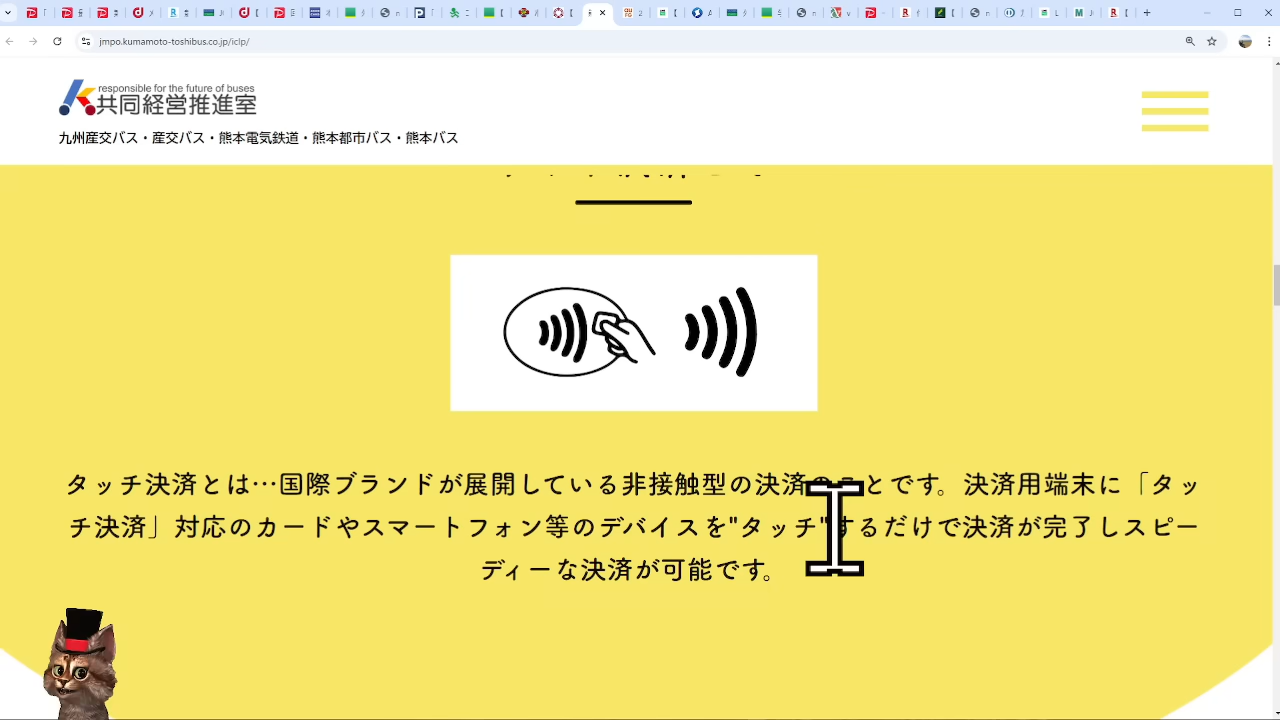 jmpo.kumamoto-toshibus.co.jp/iclp/
responsible for the future of buses
共同経営推進室
九州産交バス・産交バス・熊本電気鉄道・熊本都市バス・熊本バス
タッチ決済とは…国際ブランドが展開している非接触型の決済のことです。決済用端末に「タッ
チ決済」対応のカードやスマートフォン等のデバイスを"タッチ"するだけで決済が完了しスピー
ディーな決済が可能です。